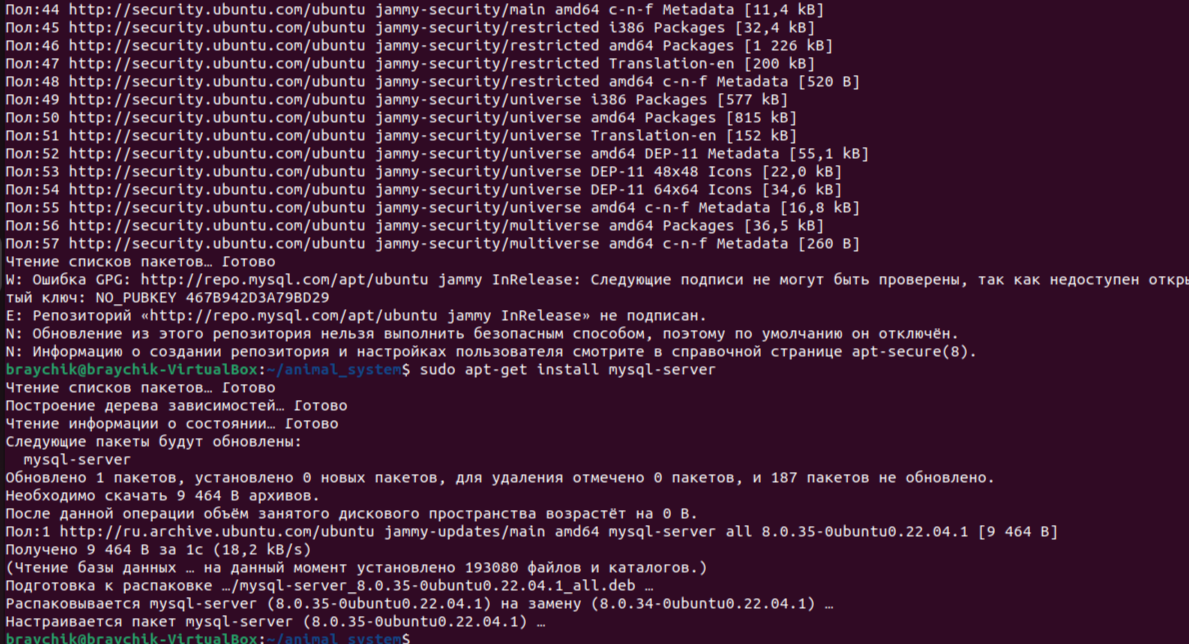 Пол:44 http://security.ubuntu.com/ubuntu jammy-security/main amd64 c-n-f Metadata [11,4 kB]
Пол:45 http://security.ubuntu.com/ubuntu jammy-security/restricted i386 Packages [32,4 kB]
Пол:46 http://security.ubuntu.com/ubuntu jammy-security/restricted amd64 Packages [1 226 kB]
Пол:47 http://security.ubuntu.com/ubuntu jammy-security/restricted Translation-en [200 kB]
Пол:48 http://security.ubuntu.com/ubuntu jammy-security/restricted amd64 c-n-f Metadata [520 B]
Пол:49 http://security.ubuntu.com/ubuntu jammy-security/universe i386 Packages [577 kB]
Пол:50 http://security.ubuntu.com/ubuntu jammy-security/universe amd64 Packages [815 kB]
Пол:51 http://security.ubuntu.com/ubuntu jammy-security/universe Translation-en [152 kB]
Пол:52 http://security.ubuntu.com/ubuntu jammy-security/universe amd64 DEP-11 Metadata [55,1 kB]
Пол:53 http://security.ubuntu.com/ubuntu jammy-security/universe DEP-11 48x48 Icons [22,0 kB]
Пол:54 http://security.ubuntu.com/ubuntu jammy-security/universe DEP-11 64x64 Icons [34,6 kB]
Пол:55 http://security.ubuntu.com/ubuntu jammy-security/universe amd64 c-n-f Metadata [16,8 kB]
Пол:56 http://security.ubuntu.com/ubuntu jammy-security/multiverse amd64 Packages [36,5 kB]
Пол:57 http://security.ubuntu.com/ubuntu jammy-security/multiverse amd64 c-n-f Metadata [260 B]
Чтение списков пакетов… Готово
W: Ошибка GPG: http://repo.mysql.com/apt/ubuntu jammy InRelease: Следующие подписи не могут быть проверены, так как недоступен откры
тый ключ: NO_PUBKEY 467B942D3A79BD29
E: Репозиторий «http://repo.mysql.com/apt/ubuntu jammy InRelease» не подписан.
N: Обновление из этого репозитория нельзя выполнить безопасным способом, поэтому по умолчанию он отключён.
N: Информацию о создании репозитория и настройках пользователя смотрите в справочной странице apt-secure(8).
braychik@braychik-VirtualBox:~/animal_system$ sudo apt-get install mysql-server
Чтение списков пакетов… Готово
Построение дерева зависимостей… Готово
Чтение информации о состоянии… Готово
Следующие пакеты будут обновлены:
  mysql-server
Обновлено 1 пакетов, установлено 0 новых пакетов, для удаления отмечено 0 пакетов, и 187 пакетов не обновлено.
Необходимо скачать 9 464 B архивов.
После данной операции объём занятого дискового пространства возрастёт на 0 B.
Пол:1 http://ru.archive.ubuntu.com/ubuntu jammy-updates/main amd64 mysql-server all 8.0.35-0ubuntu0.22.04.1 [9 464 B]
Получено 9 464 B за 1с (18,2 kB/s)
(Чтение базы данных … на данный момент установлено 193080 файлов и каталогов.)
Подготовка к распаковке …/mysql-server_8.0.35-0ubuntu0.22.04.1_all.deb …
Распаковывается mysql-server (8.0.35-0ubuntu0.22.04.1) на замену (8.0.34-0ubuntu0.22.04.1) …
Настраивается пакет mysql-server (8.0.35-0ubuntu0.22.04.1) …
braychik@braychik-VirtualBox:~/animal_system$